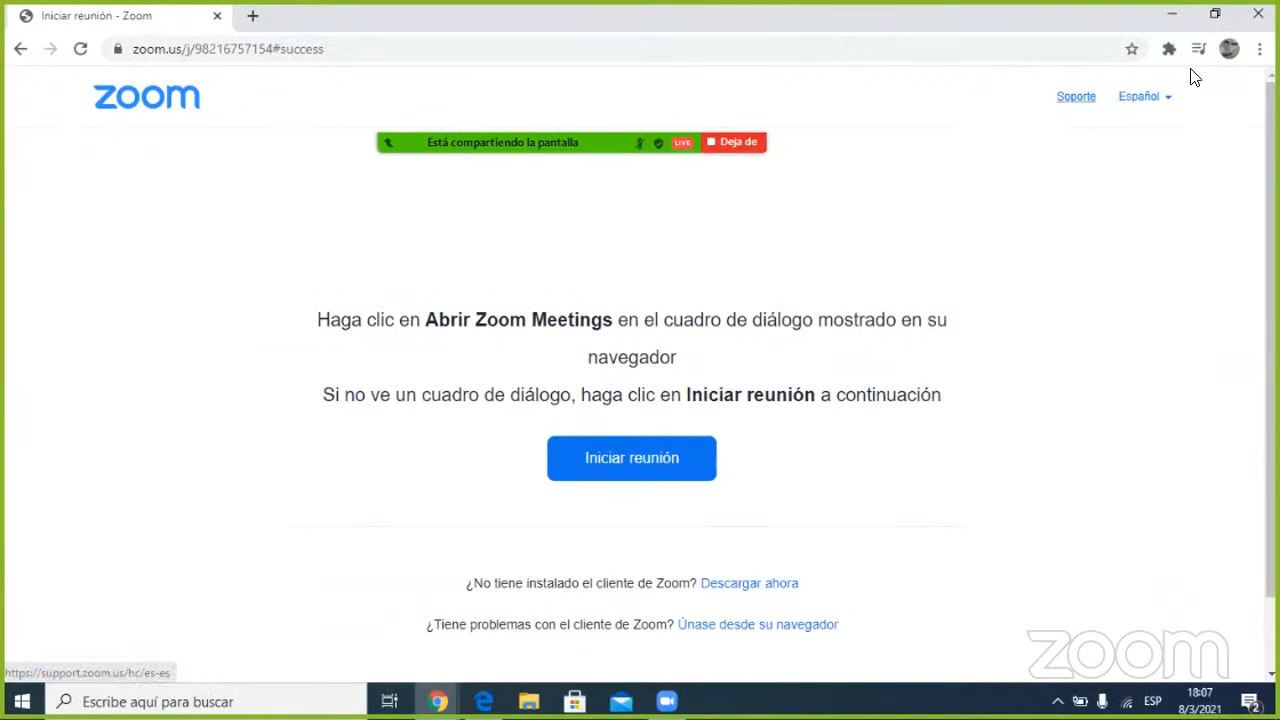 Iniciar reunión - Zoom
zoom.us/j/98216757154#success
zoom
Soporte
Español
Está compartiendo la pantalla
LIVE
Deja de
Haga clic en Abrir Zoom Meetings en el cuadro de diálogo mostrado en su
navegador
Si no ve un cuadro de diálogo, haga clic en Iniciar reunión a continuación
Iniciar reunión
¿No tiene instalado el cliente de Zoom? Descargar ahora
¿Tiene problemas con el cliente de Zoom? Únase desde su navegador
zoom
https://support.zoom.us/hc/es-es
Escribe aquí para buscar
ESP
18:07
8/3/2021
2